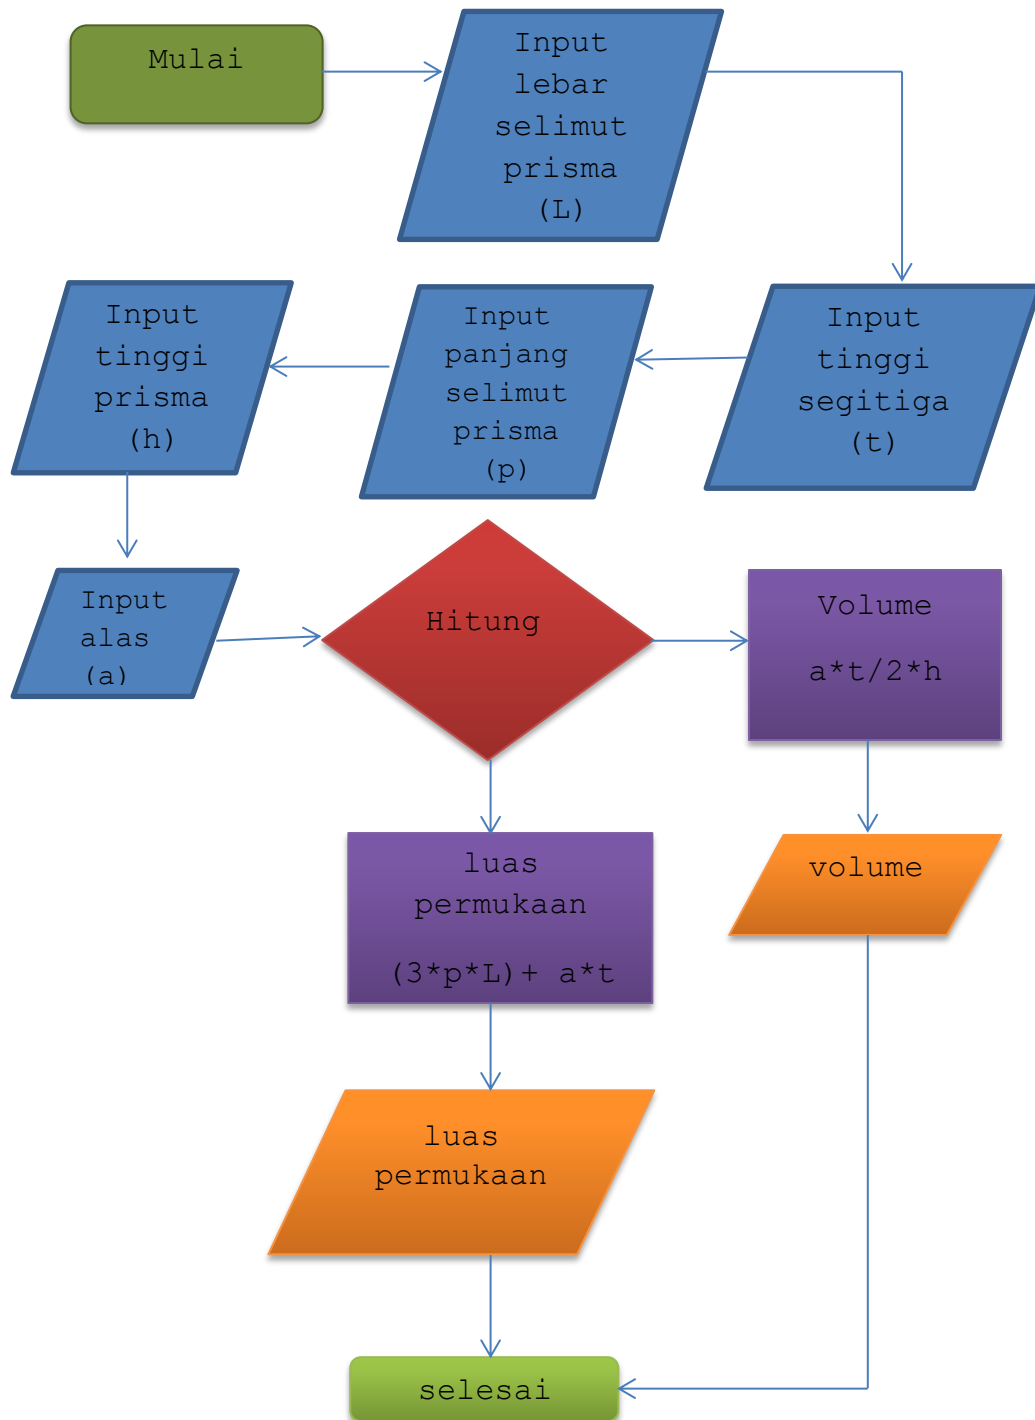 Mulai
Input
lebar
selimut
prisma
(L)
Input
tinggi
segitiga
(t)
Input
panjang
selimut
prisma
(p)
Input
tinggi
prisma
(h)
Input
alas
(a)
Hitung
Volume
a*t/2*h
volume
luas
permukaan
(3*p*L)+ a*t
luas
permukaan
selesai